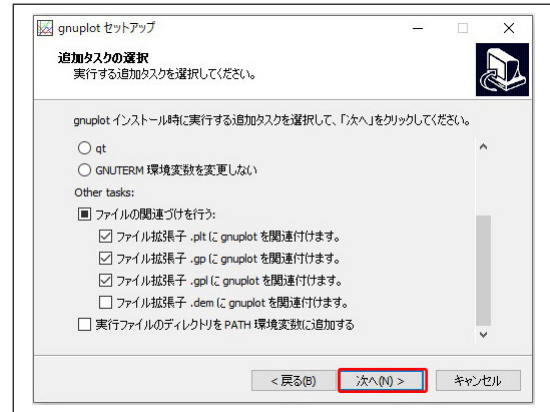 gnuplot セットアップ
追加タスクの選択
実行する追加タスクを選択してください。
gnuplot インストール時に実行する追加タスクを選択して、「次へ」をクリックしてください。
qt
GNUTERM 環境変数を変更しない
Other tasks:
ファイルの関連づけを行う:
ファイル拡張子 .plt に gnuplot を関連付けます。
ファイル拡張子 .gp に gnuplot を関連付けます。
ファイル拡張子 .gpl に gnuplot を関連付けます。
ファイル拡張子 .dem に gnuplot を関連付けます。
実行ファイルのディレクトリを PATH 環境変数に追加する
< 戻る(B) 次へ(N) > キャンセル